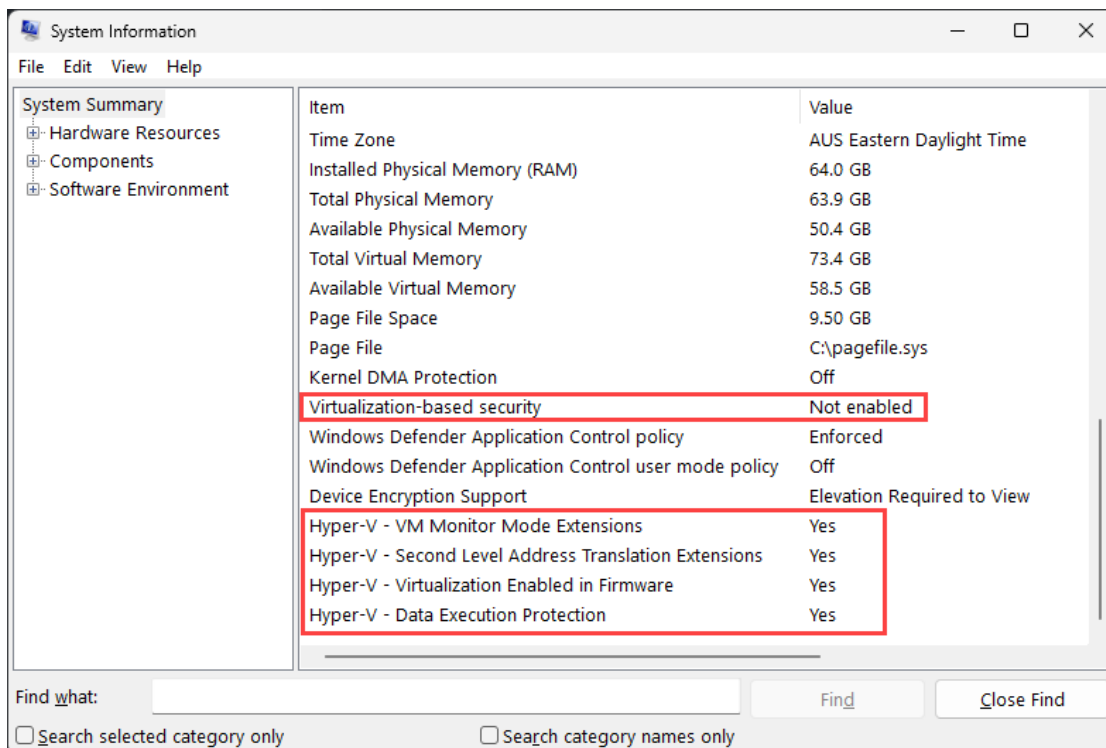 System Information
File Edit View Help
System Summary
Hardware Resources
Components
Software Environment
Item Value
Time Zone AUS Eastern Daylight Time
Installed Physical Memory (RAM) 64.0 GB
Total Physical Memory 63.9 GB
Available Physical Memory 50.4 GB
Total Virtual Memory 73.4 GB
Available Virtual Memory 58.5 GB
Page File Space 9.50 GB
Page File C:\pagefile.sys
Kernel DMA Protection Off
Virtualization-based security Not enabled
Windows Defender Application Control policy Enforced
Windows Defender Application Control user mode policy Off
Device Encryption Support Elevation Required to View
Hyper-V - VM Monitor Mode Extensions Yes
Hyper-V - Second Level Address Translation Extensions Yes
Hyper-V - Virtualization Enabled in Firmware Yes
Hyper-V - Data Execution Protection Yes
Find what: Find Close Find
Search selected category only Search category names only